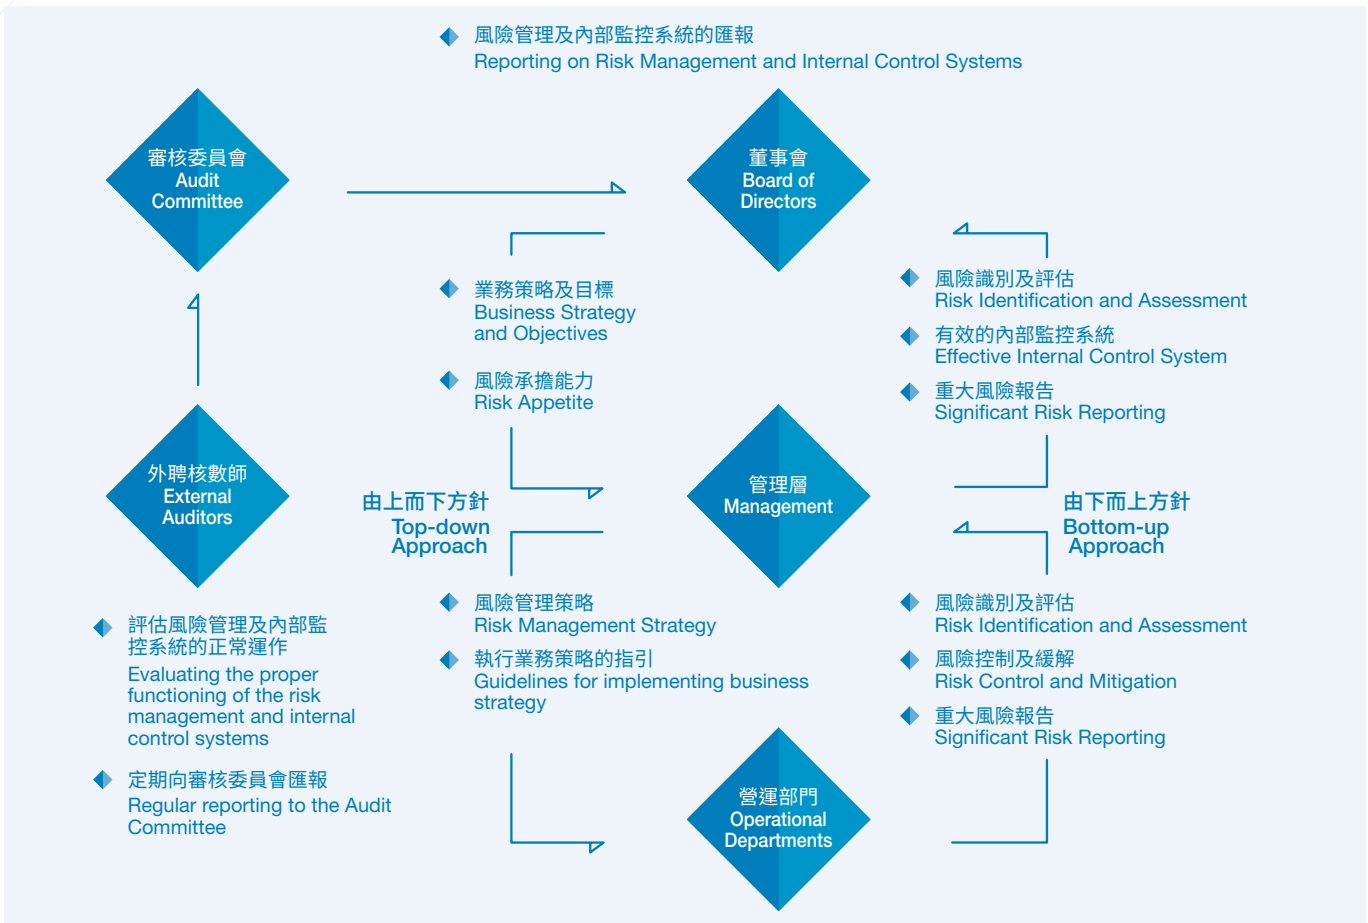 風險管理及內部監控系統的匯報
Reporting on Risk Management and Internal Control Systems
審核委員會
Audit
Committee
董事會
Board of
Directors
業務策略及目標
Business Strategy
and Objectives
風險承擔能力
Risk Appetite
風險識別及評估
Risk Identification and Assessment
有效的內部監控系統
Effective Internal Control System
重大風險報告
Significant Risk Reporting
外聘核數師
External
Auditors
由上而下方針
Top-down
Approach
管理層
Management
由下而上方針
Bottom-up
Approach
評估風險管理及內部監
控系統的正常運作
Evaluating the proper
functioning of the risk
management and internal
control systems
定期向審核委員會匯報
Regular reporting to the Audit
Committee
風險管理策略
Risk Management Strategy
執行業務策略的指引
Guidelines for implementing business
strategy
風險識別及評估
Risk Identification and Assessment
風險控制及緩解
Risk Control and Mitigation
重大風險報告
Significant Risk Reporting
營運部門
Operational
Departments